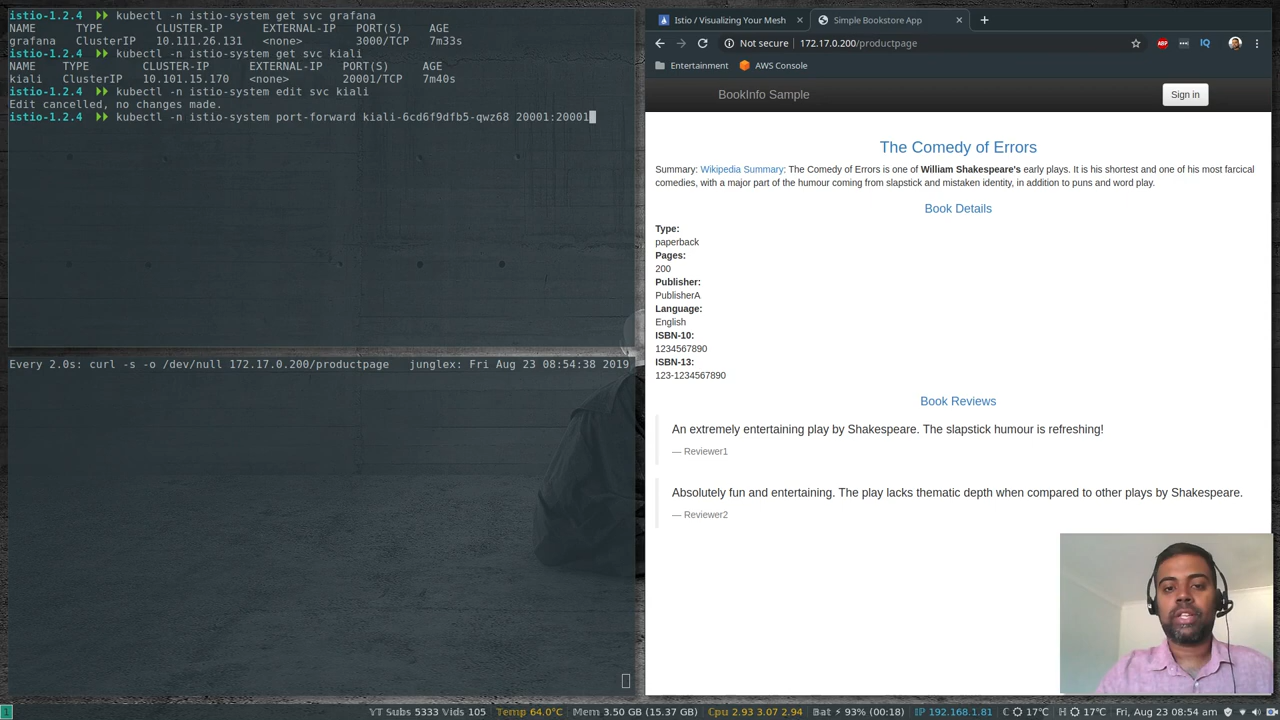 istio-1.2.4 kubectl -n istio-system get svc grafana
NAME TYPE CLUSTER-IP EXTERNAL-IP PORT(S) AGE
grafana ClusterIP 10.111.26.131 <none> 3000/TCP 7m33s
istio-1.2.4 kubectl -n istio-system get svc kiali
NAME TYPE CLUSTER-IP EXTERNAL-IP PORT(S) AGE
kiali ClusterIP 10.101.15.170 <none> 20001/TCP 7m40s
istio-1.2.4 kubectl -n istio-system edit svc kiali
Edit cancelled, no changes made.
istio-1.2.4 kubectl -n istio-system port-forward kiali-6cd6f9dfb5-qwz68 20001:20001
Every 2.0s: curl -s -o /dev/null 172.17.0.200/productpage junglex: Fri Aug 23 08:54:38 2019
Istio / Visualizing Your Mesh
Simple Bookstore App
Not secure 172.17.0.200/productpage
ABP
IQ
Entertainment AWS Console
BookInfo Sample
Sign in
The Comedy of Errors
Summary: Wikipedia Summary: The Comedy of Errors is one of William Shakespeare's early plays. It is his shortest and one of his most farcical
comedies, with a major part of the humour coming from slapstick and mistaken identity, in addition to puns and word play.
Book Details
Type:
paperback
Pages:
200
Publisher:
PublisherA
Language:
English
ISBN-10:
1234567890
ISBN-13:
123-1234567890
Book Reviews
An extremely entertaining play by Shakespeare. The slapstick humour is refreshing!
— Reviewer1
Absolutely fun and entertaining. The play lacks thematic depth when compared to other plays by Shakespeare.
— Reviewer2
1 YT Subs 5333 Vids 105 Temp 64.0°C Mem 3.50 GB (15.37 GB) Cpu 2.93 3.07 2.94 Bat ⚡ 93% (00:18) IP 192.168.1.81 C 17°C H 17°C Fri, Aug 23 08:54 am